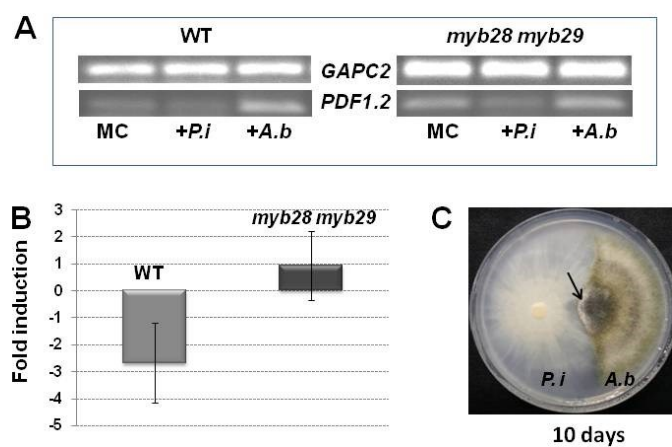 A
WT
myb28 myb29
GAPC2
PDF1.2
MC
+P.i
+A.b
MC
+P.i
+A.b
B
Fold induction
3
2
1
0
-1
-2
-3
-4
-5
WT
myb28 myb29
C
P.i
A.b
10 days